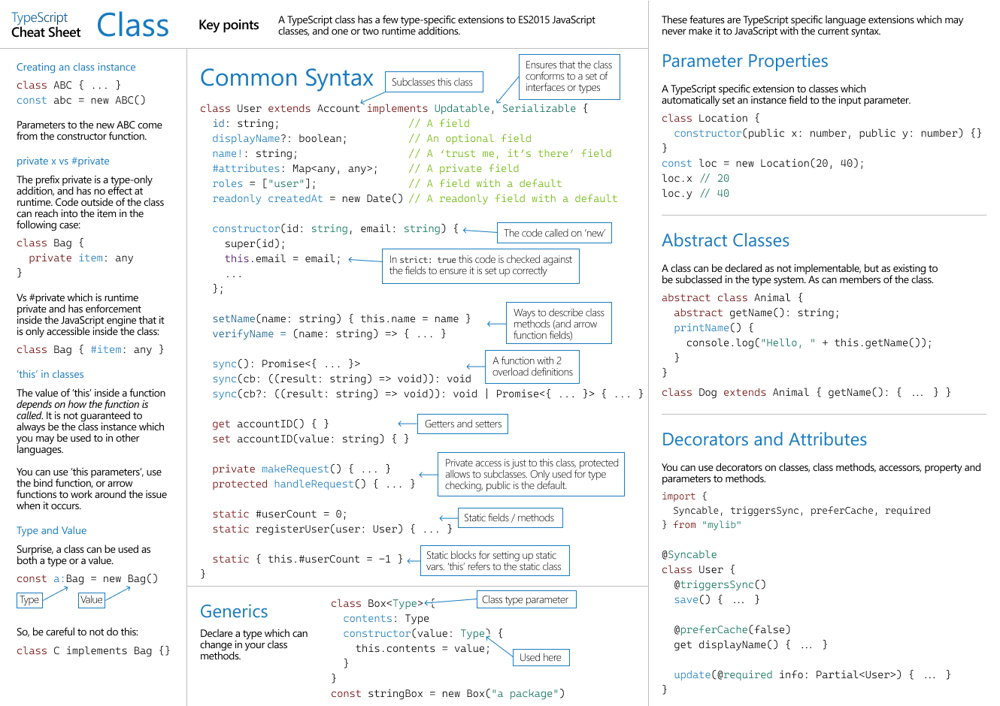 TypeScript
Cheat Sheet
Class
Key points
A TypeScript class has a few type-specific extensions to ES2015 JavaScript
classes, and one or two runtime additions.
Creating an class instance
class ABC { ... }
const abc = new ABC()
Parameters to the new ABC come
from the constructor function.
private x vs #private
The prefix private is a type-only
addition, and has no effect at
runtime. Code outside of the class
can reach into the item in the
following case:
class Bag {
  private item: any
}
Vs #private which is runtime
private and has enforcement
inside the JavaScript engine that it
is only accessible inside the class:
class Bag { #item: any }
‘this’ in classes
The value of ‘this’ inside a function
depends on how the function is
called. It is not guaranteed to
always be the class instance which
you may be used to in other
languages.
You can use ‘this parameters’, use
the bind function, or arrow
functions to work around the issue
when it occurs.
Type and Value
Surprise, a class can be used as
both a type or a value.
const a:Bag = new Bag()
Type
Value
So, be careful to not do this:
class C implements Bag {}
Common Syntax
Subclasses this class
Ensures that the class
conforms to a set of
interfaces or types
class User extends Account implements Updatable, Serializable {
  id: string; // A field
  displayName?: boolean; // An optional field
  name!: string; // A ‘trust me, it’s there’ field
  #attributes: Map<any, any>; // A private field
  roles = ["user"]; // A field with a default
  readonly createdAt = new Date() // A readonly field with a default
  constructor(id: string, email: string) {
The code called on ‘new’
    super(id);
    this.email = email;
In strict: true this code is checked against
the fields to ensure it is set up correctly
    ...
  };
  setName(name: string) { this.name = name }
  verifyName = (name: string) => { ... }
Ways to describe class
methods (and arrow
function fields)
  sync(): Promise<{ ... }>
  sync(cb: ((result: string) => void)): void
  sync(cb?: ((result: string) => void)): void | Promise<{ ... }> { ... }
A function with 2
overload definitions
  get accountID() { }
  set accountID(value: string) { }
Getters and setters
  private makeRequest() { ... }
  protected handleRequest() { ... }
Private access is just to this class, protected
allows to subclasses. Only used for type
checking, public is the default.
  static #userCount = 0;
  static registerUser(user: User) { ... }
Static fields / methods
  static { this.#userCount = -1 }
Static blocks for setting up static
vars. ‘this’ refers to the static class
}
Generics
Declare a type which can
change in your class
methods.
class Box<Type> {
Class type parameter
  contents: Type
  constructor(value: Type) {
    this.contents = value;
Used here
  }
}
const stringBox = new Box("a package")
These features are TypeScript specific language extensions which may
never make it to JavaScript with the current syntax.
Parameter Properties
A TypeScript specific extension to classes which
automatically set an instance field to the input parameter.
class Location {
  constructor(public x: number, public y: number) {}
}
const loc = new Location(20, 40);
loc.x // 20
loc.y // 40
Abstract Classes
A class can be declared as not implementable, but as existing to
be subclassed in the type system. As can members of the class.
abstract class Animal {
  abstract getName(): string;
  printName() {
    console.log("Hello, " + this.getName());
  }
}
class Dog extends Animal { getName(): { ... } }
Decorators and Attributes
You can use decorators on classes, class methods, accessors, property and
parameters to methods.
import {
  Syncable, triggersSync, preferCache, required
} from "mylib"
@Syncable
class User {
  @triggersSync()
  save() { ... }
  @preferCache(false)
  get displayName() { ... }
  update(@required info: Partial<User>) { ... }
}